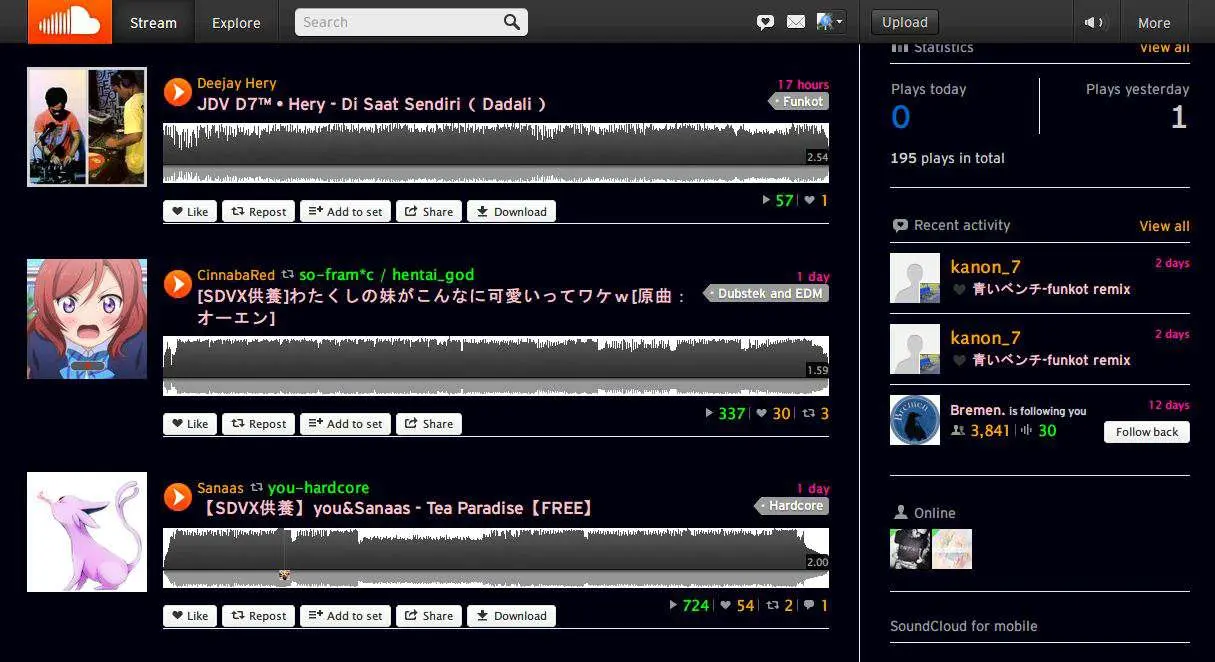 Stream
Explore
Search
Upload
More
Deejay Hery
17 hours
JDV D7™ • Hery - Di Saat Sendiri ( Dadali )
Funkot
2.54
57 1
Like
Repost
Add to set
Share
Download
CinnabaRed so-fram*c / hentai_god
1 day
[SDVX供養]わたくしの妹がこんなに可愛いってワケw[原曲:
オーエン]
Dubstek and EDM
1.59
337 30 3
Like
Repost
Add to set
Share
Sanaas you-hardcore
1 day
【SDVX供養】you&Sanaas - Tea Paradise【FREE】
Hardcore
2.00
724 54 2 1
Like
Repost
Add to set
Share
Download
Statistics
View all
Plays today
Plays yesterday
0
1
195 plays in total
Recent activity
View all
kanon_7
2 days
青いベンチ-funkot remix
kanon_7
2 days
青いベンチ-funkot remix
Bremen
Bremen. is following you
12 days
3,841 30
Follow back
Online
SoundCloud for mobile